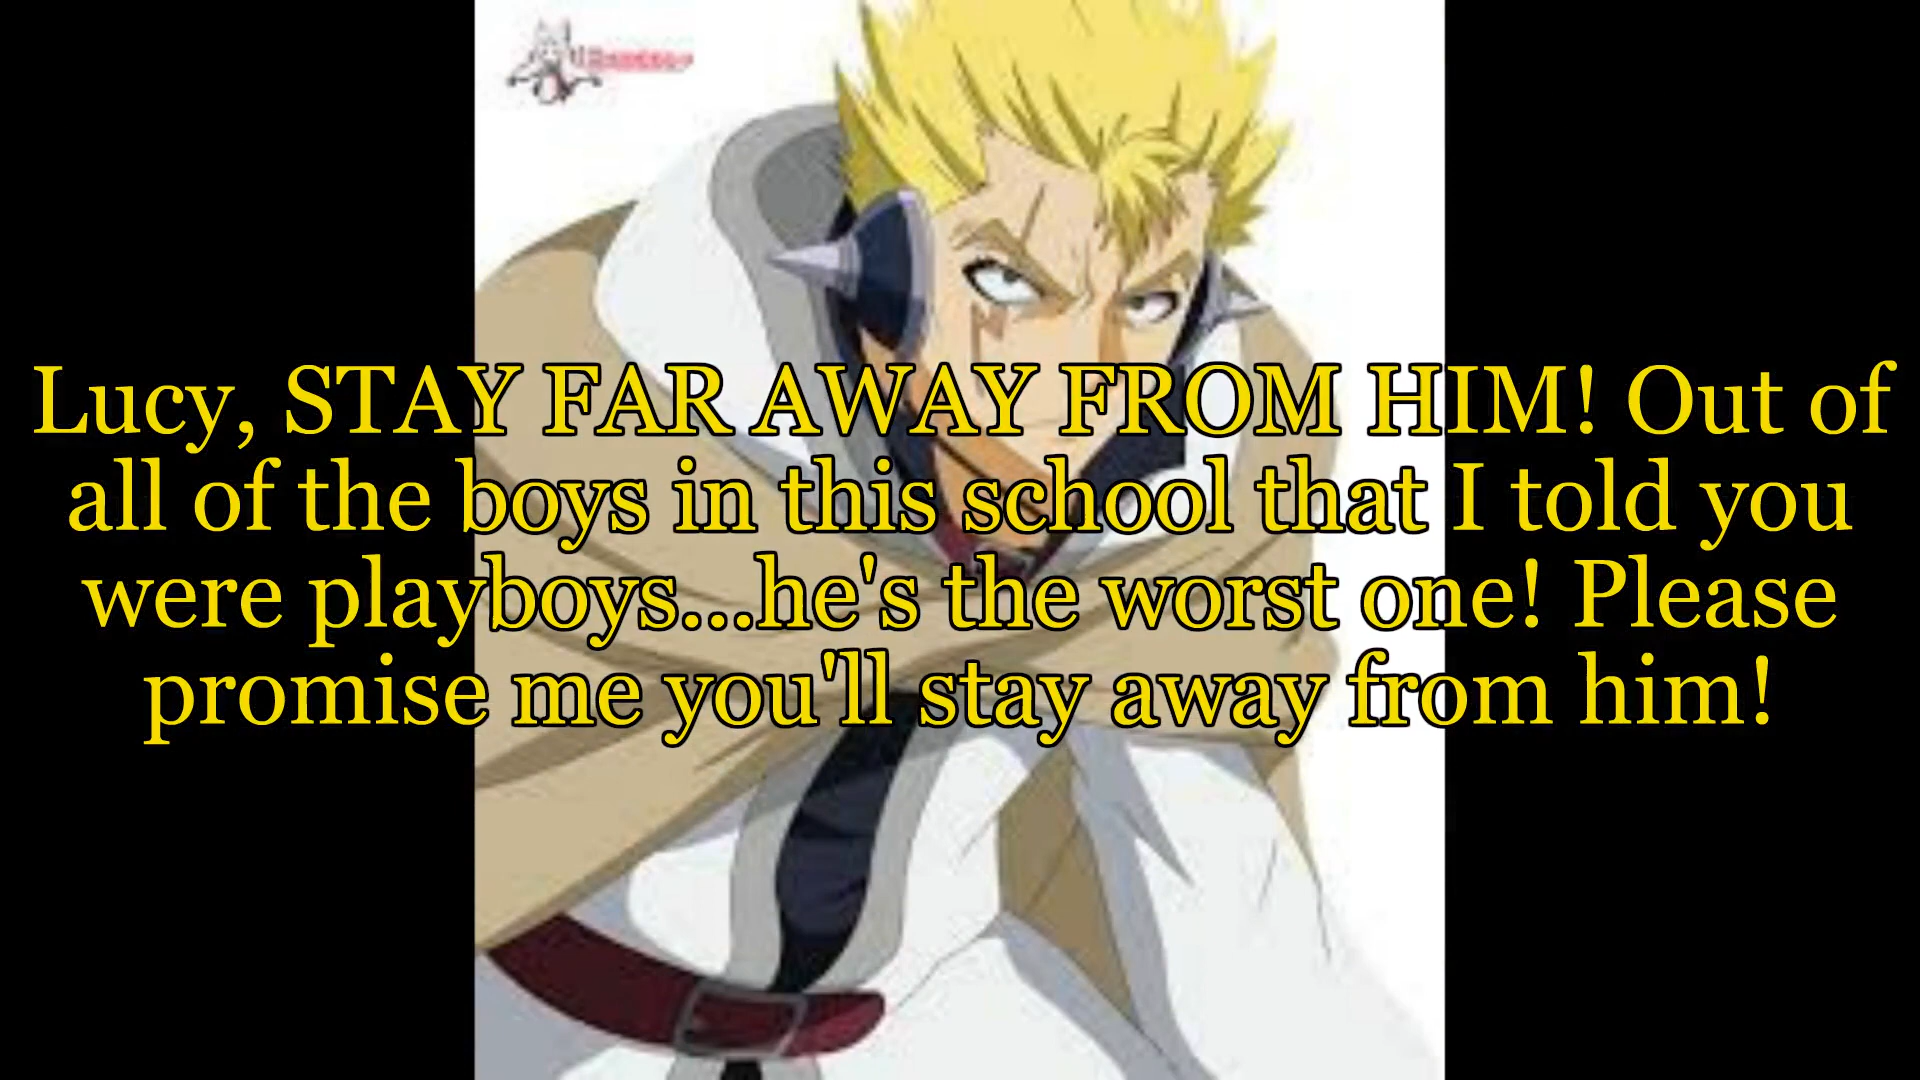 Lucy, STAY FAR AWAY FROM HIM! Out of
all of the boys in this school that I told you
were playboys...he's the worst one! Please
promise me you'll stay away from him!